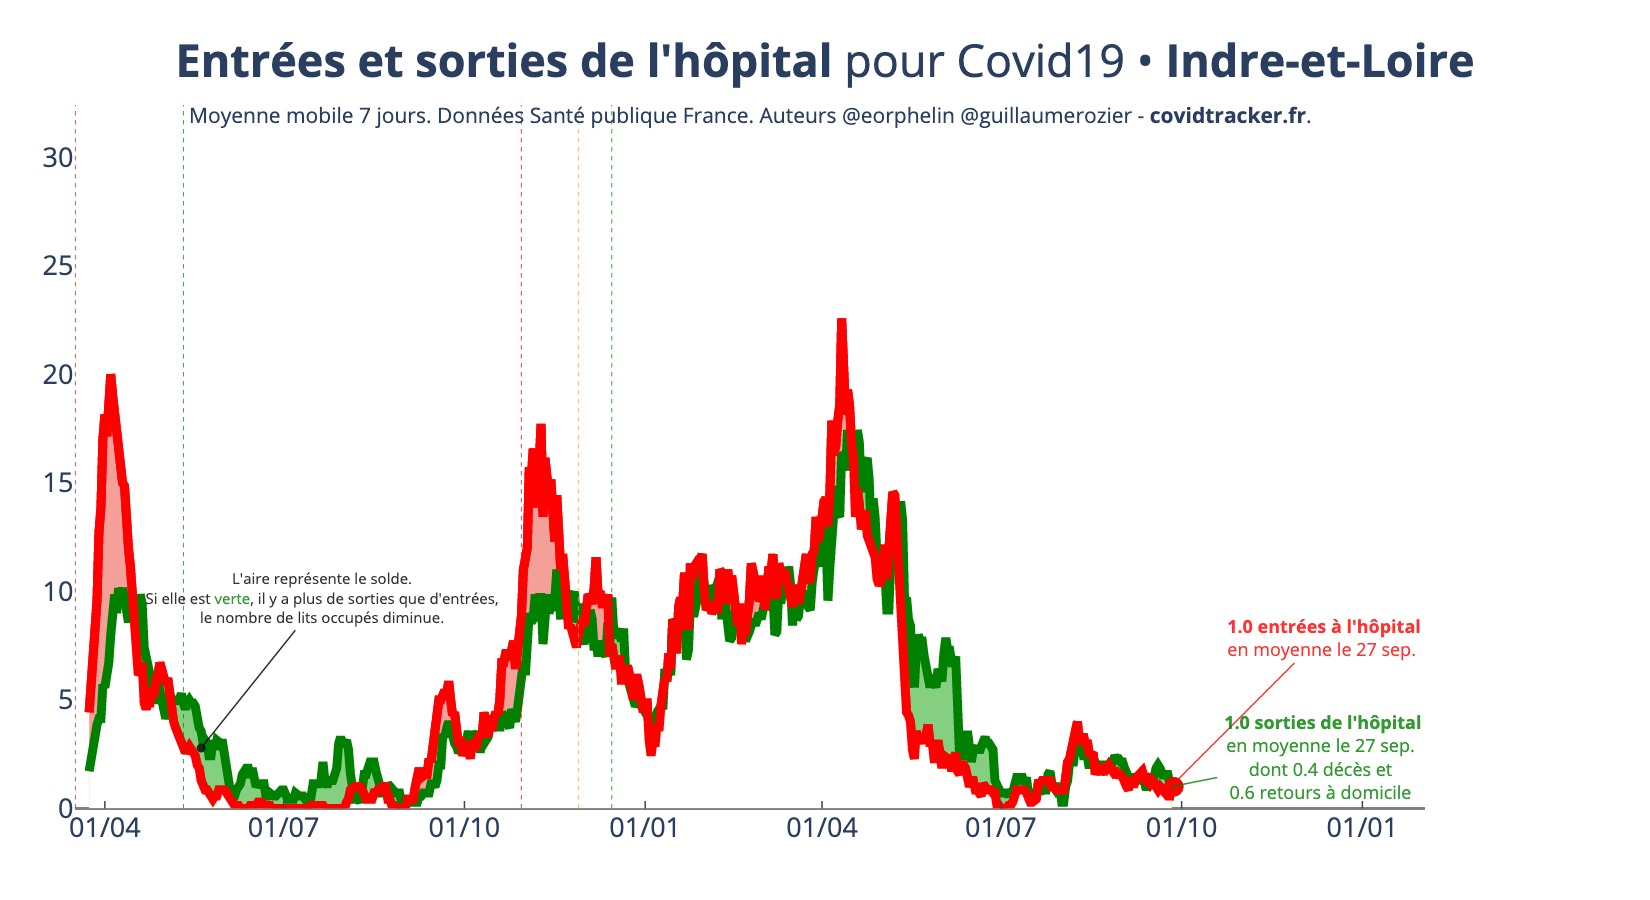 Entrées et sorties de l'hôpital pour Covid19 • Indre-et-Loire
Moyenne mobile 7 jours. Données Santé publique France. Auteurs @eorphelin @guillaumerozier - covidtracker.fr.
30
25
20
15
10
5
0
L'aire représente le solde.
Si elle est verte, il y a plus de sorties que d'entrées,
le nombre de lits occupés diminue.
1.0 entrées à l'hôpital
en moyenne le 27 sep.
1.0 sorties de l'hôpital
en moyenne le 27 sep.
dont 0.4 décès et
0.6 retours à domicile
01/04
01/07
01/10
01/01
01/04
01/07
01/10
01/01